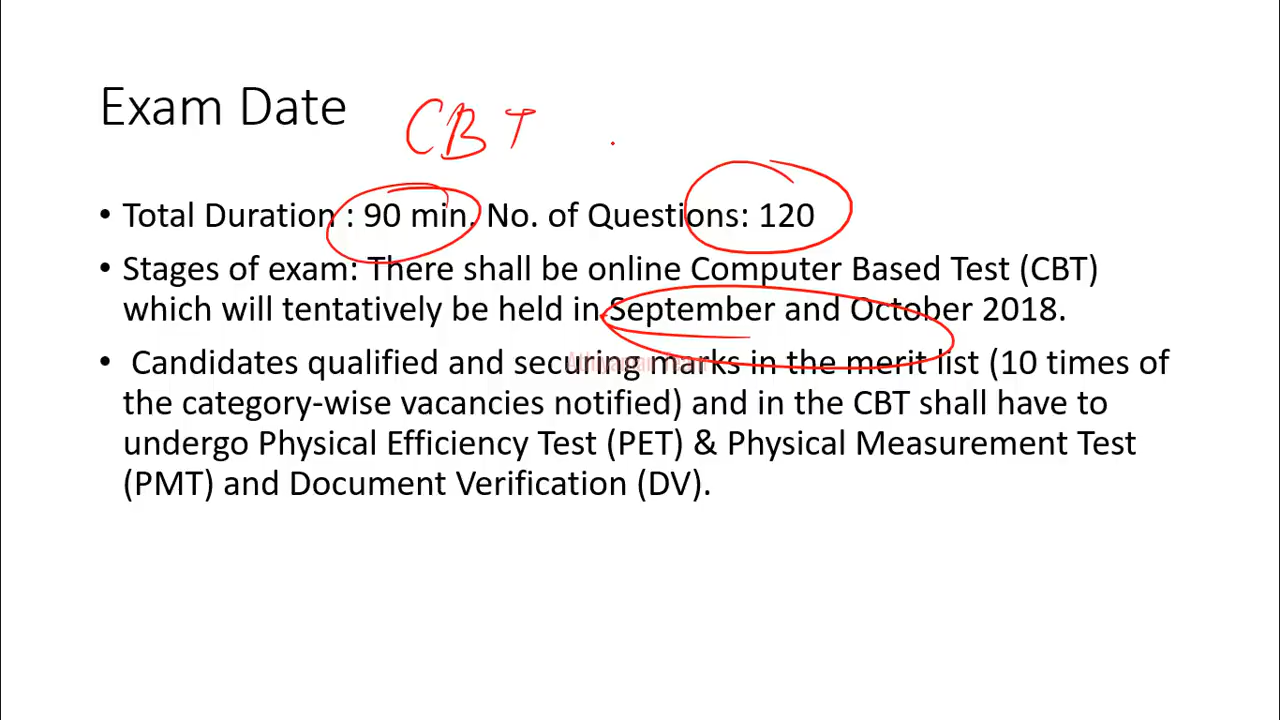 Exam Date CBT
• Total Duration : 90 min. No. of Questions: 120
• Stages of exam: There shall be online Computer Based Test (CBT)
which will tentatively be held in September and October 2018.
• Candidates qualified and securing marks in the merit list (10 times of
the category-wise vacancies notified) and in the CBT shall have to
undergo Physical Efficiency Test (PET) & Physical Measurement Test
(PMT) and Document Verification (DV).